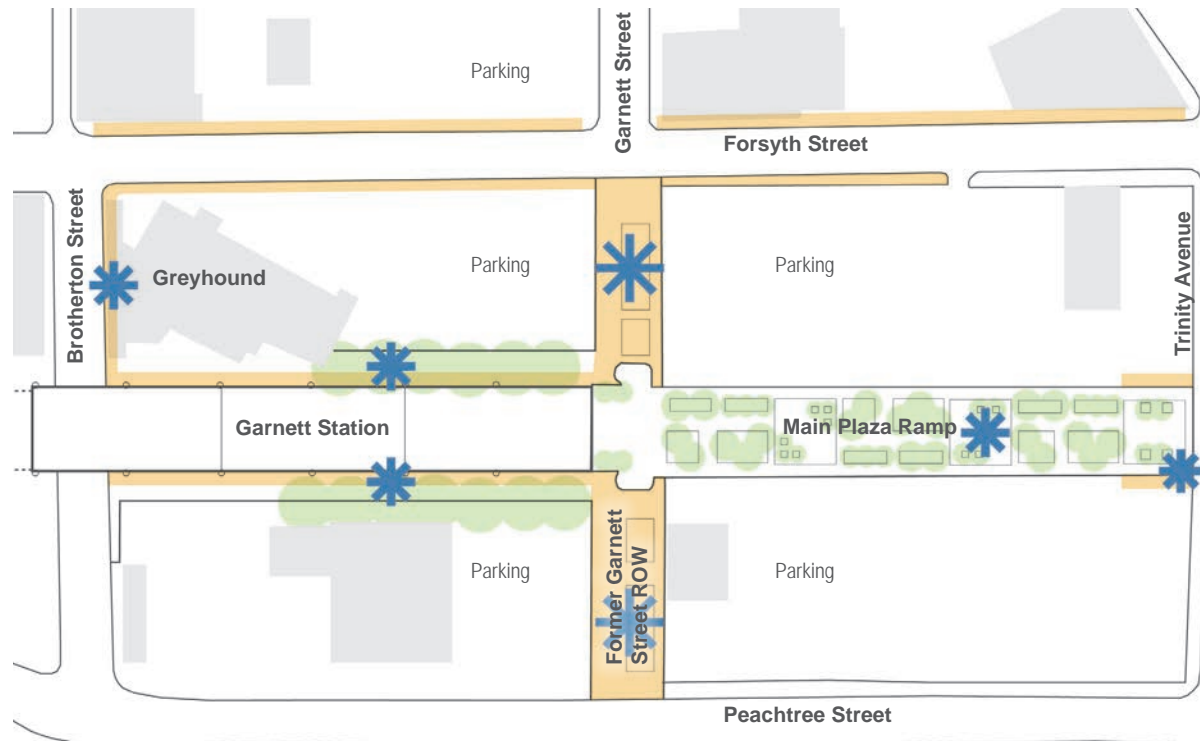 Parking
Garnett Street
Forsyth Street
Brotherton Street
Greyhound
Parking
Parking
Trinity Avenue
Garnett Station
Main Plaza Ramp
Former Garnett
Street ROW
Parking
Parking
Peachtree Street